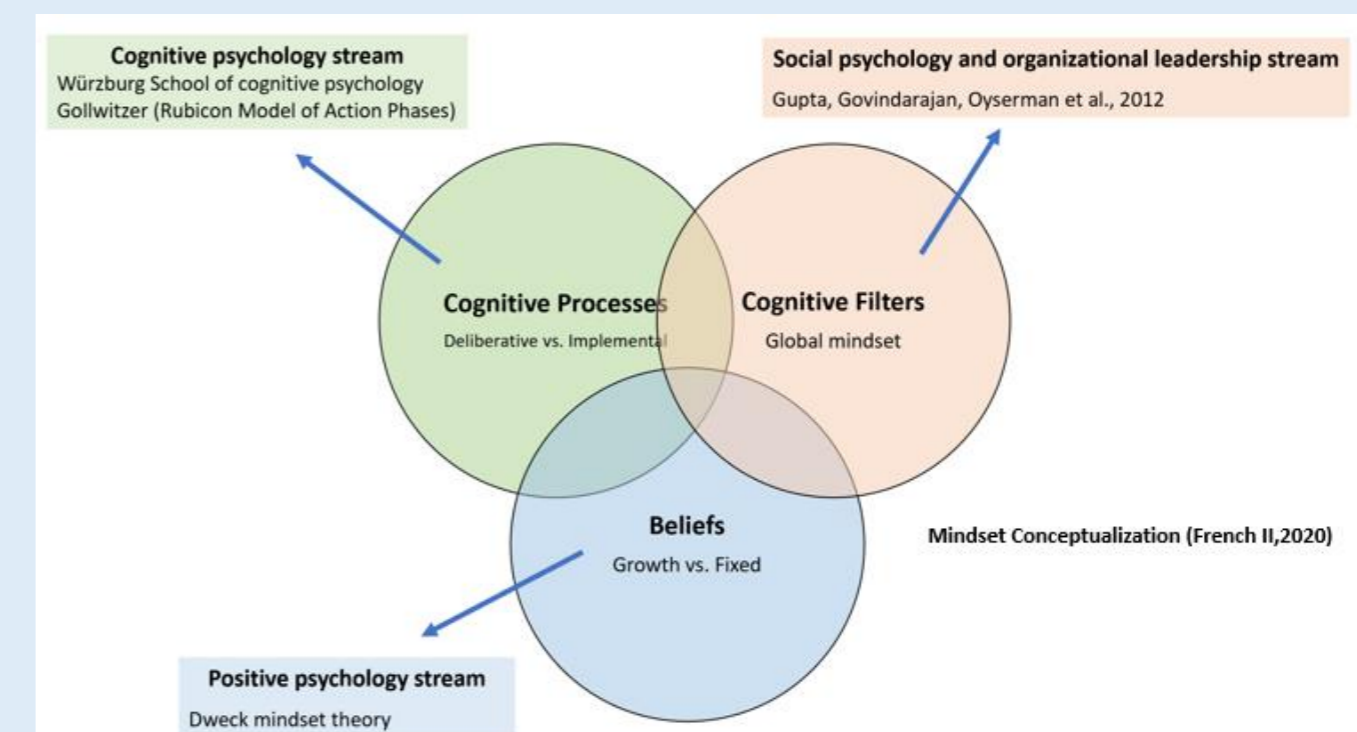 Cognitive psychology stream
Würzburg School of cognitive psychology
Gollwitzer (Rubicon Model of Action Phases)
Social psychology and organizational leadership stream
Gupta, Govindarajan, Oyserman et al., 2012
Cognitive Processes
Deliberative vs. Implemental
Cognitive Filters
Global mindset
Beliefs
Growth vs. Fixed
Mindset Conceptualization (French II,2020)
Positive psychology stream
Dweck mindset theory